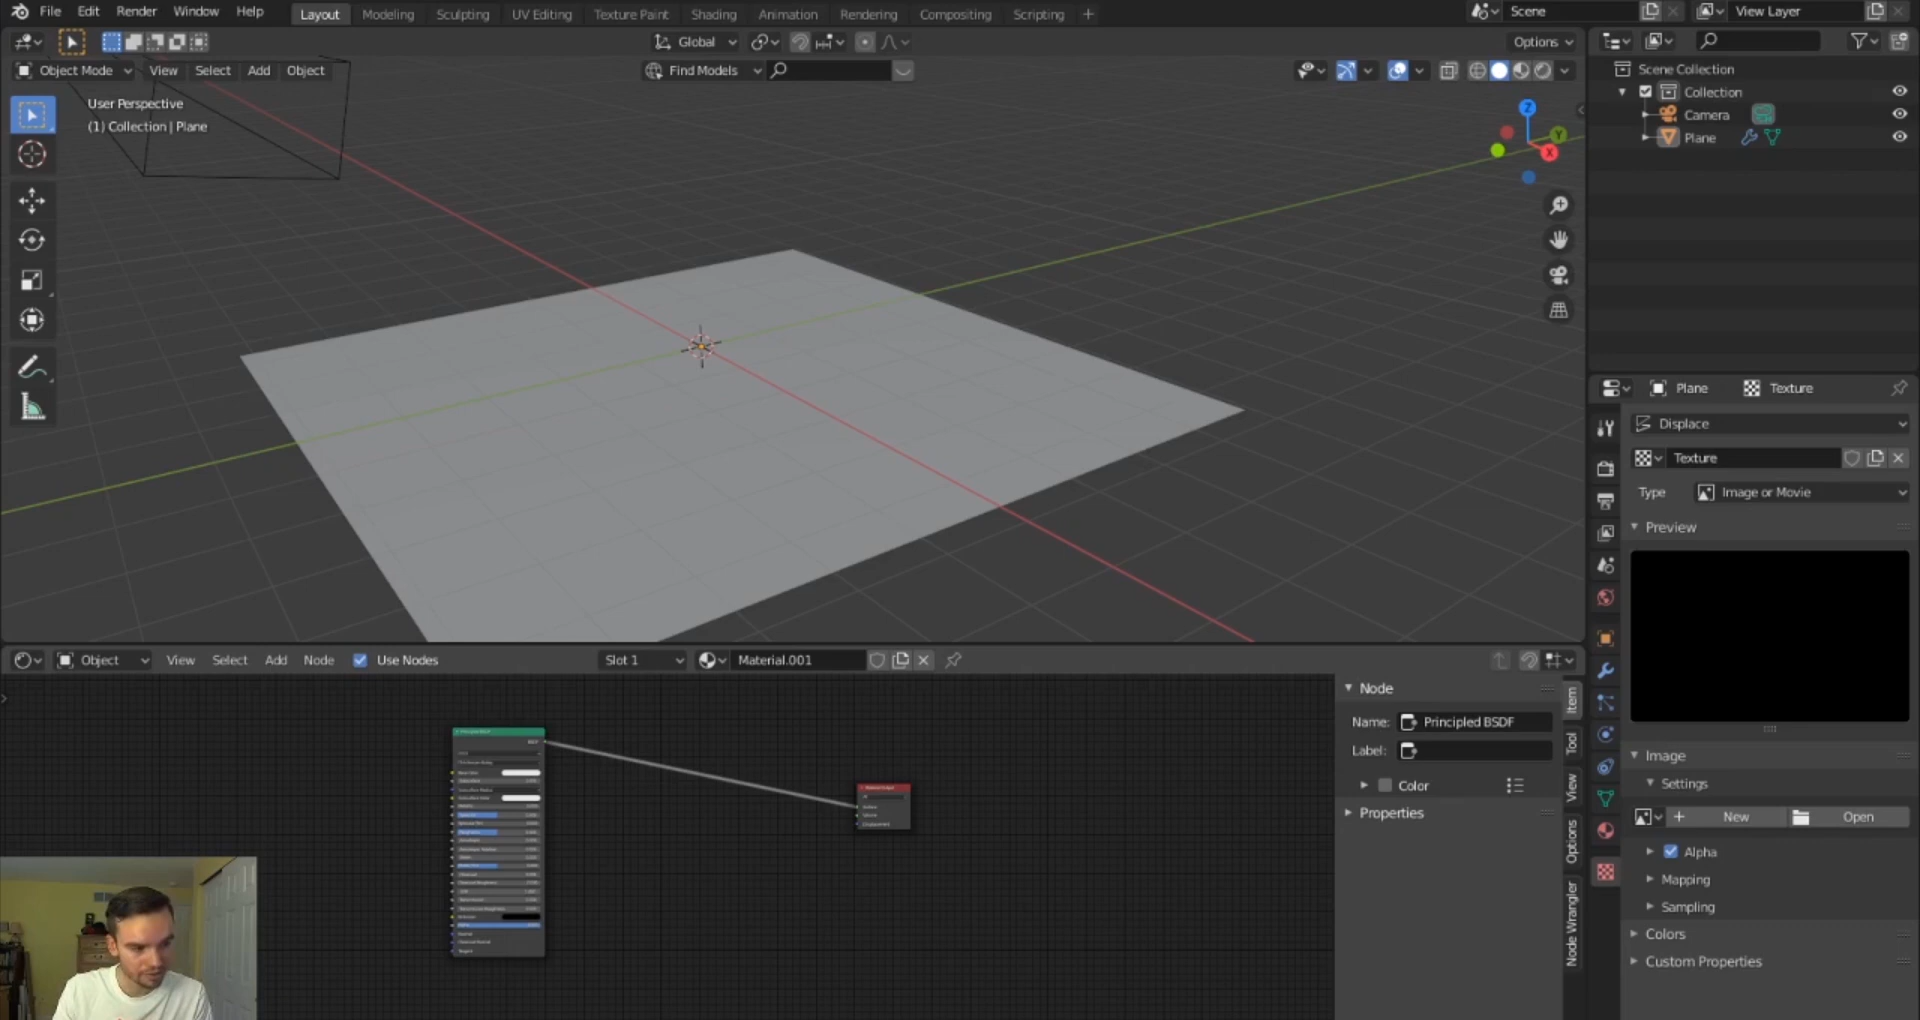 File Edit Render Window Help
Layout Modeling Sculpting UV Editing Texture Paint Shading Animation Rendering Compositing Scripting +
Scene
View Layer
Global
Options
Object Mode View Select Add Object
Find Models
User Perspective
(1) Collection | Plane
Z
Y
X
Scene Collection
Collection
Camera
Plane
Plane Texture
Displace
Texture
Type Image or Movie
Preview
Image
Settings
+ New Open
Alpha
Mapping
Sampling
Colors
Custom Properties
Object View Select Add Node Use Nodes Slot 1 Material.001
Node
Name: Principled BSDF
Label:
Color
Properties
Item
Tool
View
Options
Node Wrangler